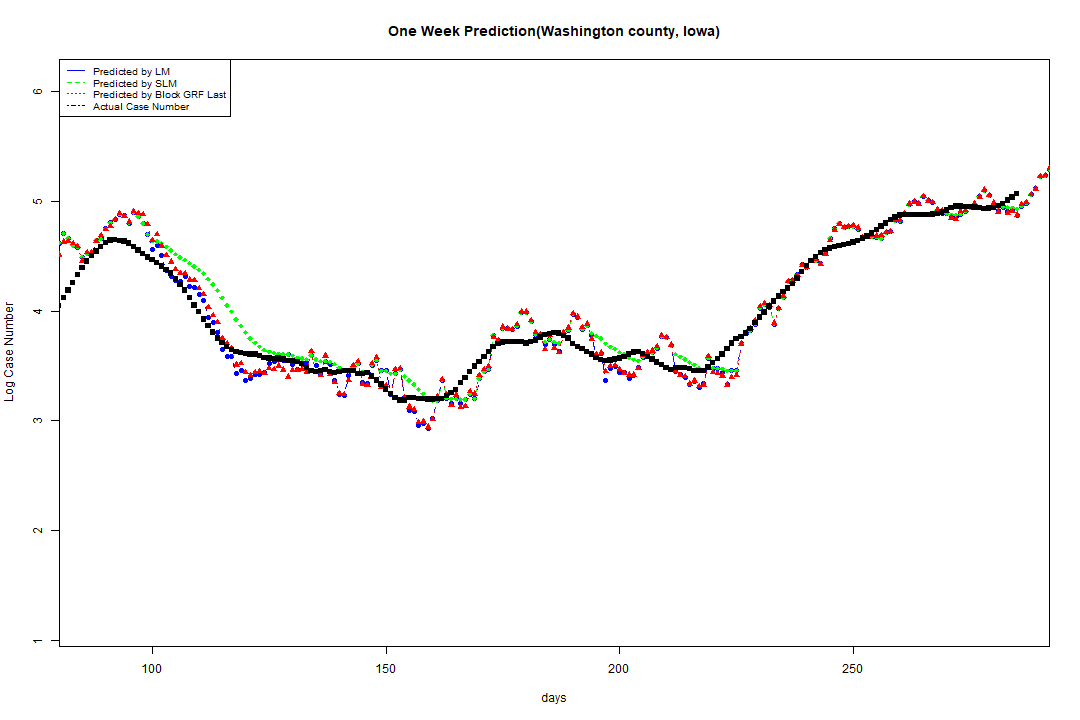 One Week Prediction(Washington county, Iowa)
Predicted by LM
Predicted by SLM
Predicted by Block GRF Last
Actual Case Number
6
5
4
3
2
1
Log Case Number
100 150 200 250
days